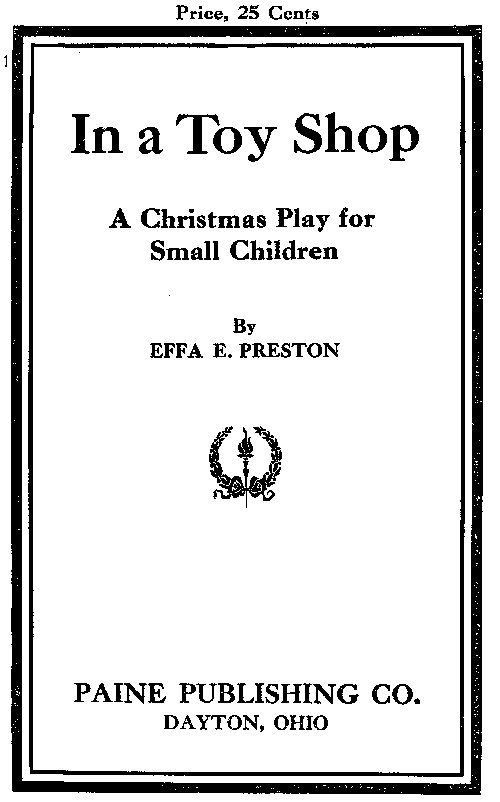 Price, 25 Cents
1
In a Toy Shop
A Christmas Play for
Small Children
By
EFFA E. PRESTON
PAINE PUBLISHING CO.
DAYTON, OHIO